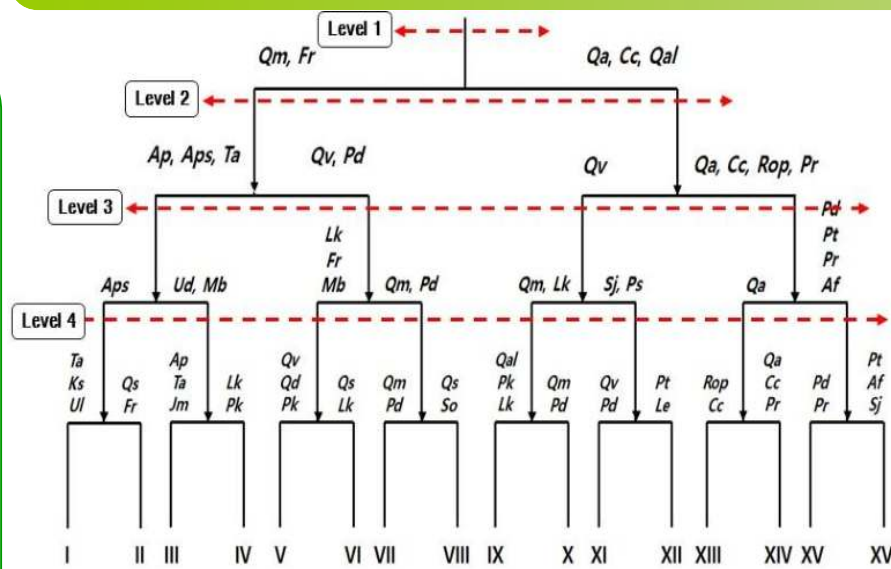 Level 1
Qm, Fr
Qa, Cc, Qal
Level 2
Ap, Aps, Ta
Qv, Pd
Qv
Qa, Cc, Rop, Pr
Level 3
Lk
Fr
Mb
Pd
Pt
Pr
Af
Aps
Ud, Mb
Qm, Pd
Qm, Lk
Sj, Ps
Qa
Level 4
Ta
Ks
Ul
Qs
Fr
Ap
Ta
Jm
Lk
Pk
Qv
Qd
Pk
Qs
Lk
Qm
Pd
Qs
So
Qal
Pk
Lk
Qm
Pd
Qv
Pd
Pt
Le
Rop
Cc
Qa
Cc
Pr
Pd
Pr
Pt
Af
Sj
I II III IV V VI VII VIII IX X XI XII XIII XIV XV XV